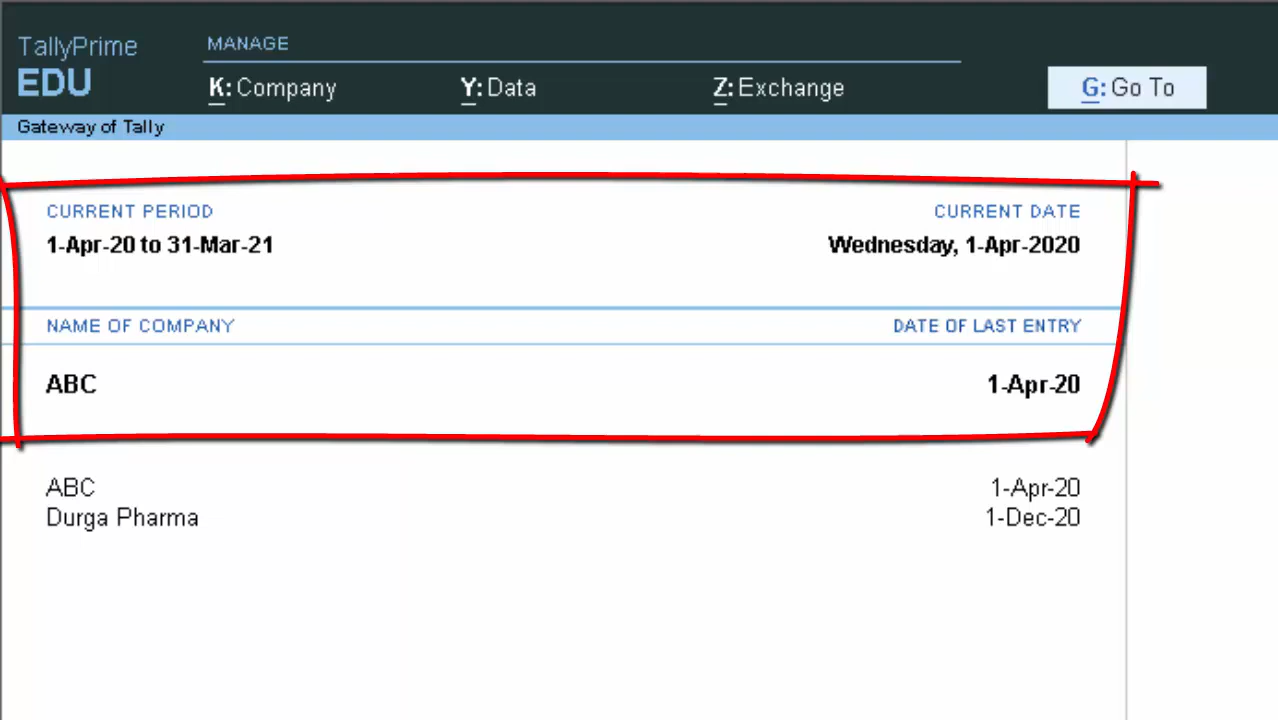 TallyPrime
EDU
MANAGE
K: Company
Y: Data
Z: Exchange
G: Go To
Gateway of Tally
CURRENT PERIOD
CURRENT DATE
1-Apr-20 to 31-Mar-21
Wednesday, 1-Apr-2020
NAME OF COMPANY
DATE OF LAST ENTRY
ABC
1-Apr-20
ABC
1-Apr-20
Durga Pharma
1-Dec-20